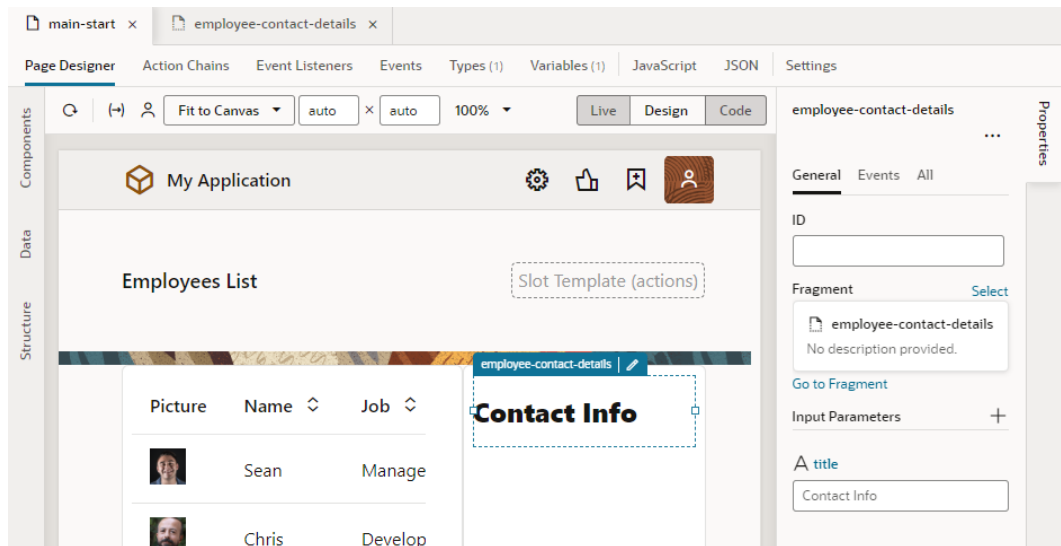 main-start ×
employee-contact-details ×
Page Designer Action Chains Event Listeners Events Types (1) Variables (1) JavaScript JSON Settings
Components
Data
Structure
Fit to Canvas auto × auto 100% Live Design Code
My Application
Employees List
Slot Template (actions)
employee-contact-details
Picture Name Job
Contact Info
Sean Manage
Chris Develop
employee-contact-details
...
General Events All
ID
Fragment Select
employee-contact-details
No description provided.
Go to Fragment
Input Parameters +
A title
Contact Info
Properties